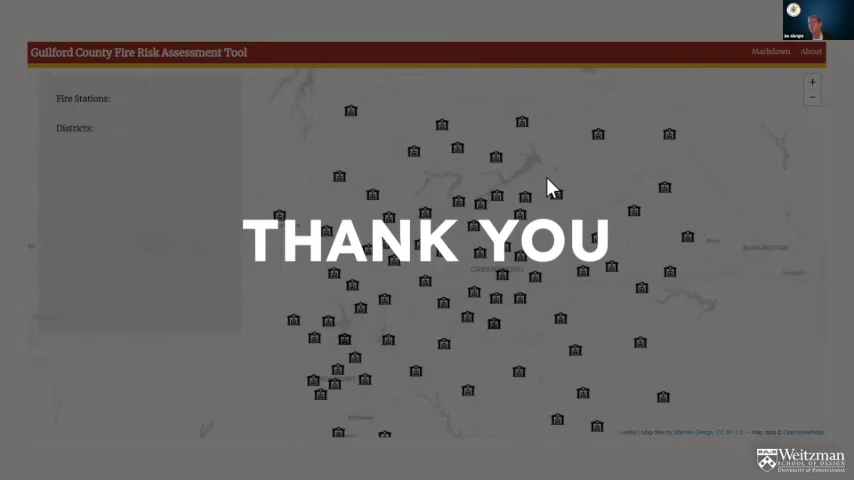 Guilford County Fire Risk Assessment Tool
Markdown About
+
−
Fire Stations:
Districts:
THANK YOU
BURLINGTON
GREENSBORO
Leaflet | Map tiles by Stamen Design, CC BY 3.0 — Map data © OpenStreetMap
Weitzman
SCHOOL OF DESIGN
UNIVERSITY OF PENNSYLVANIA